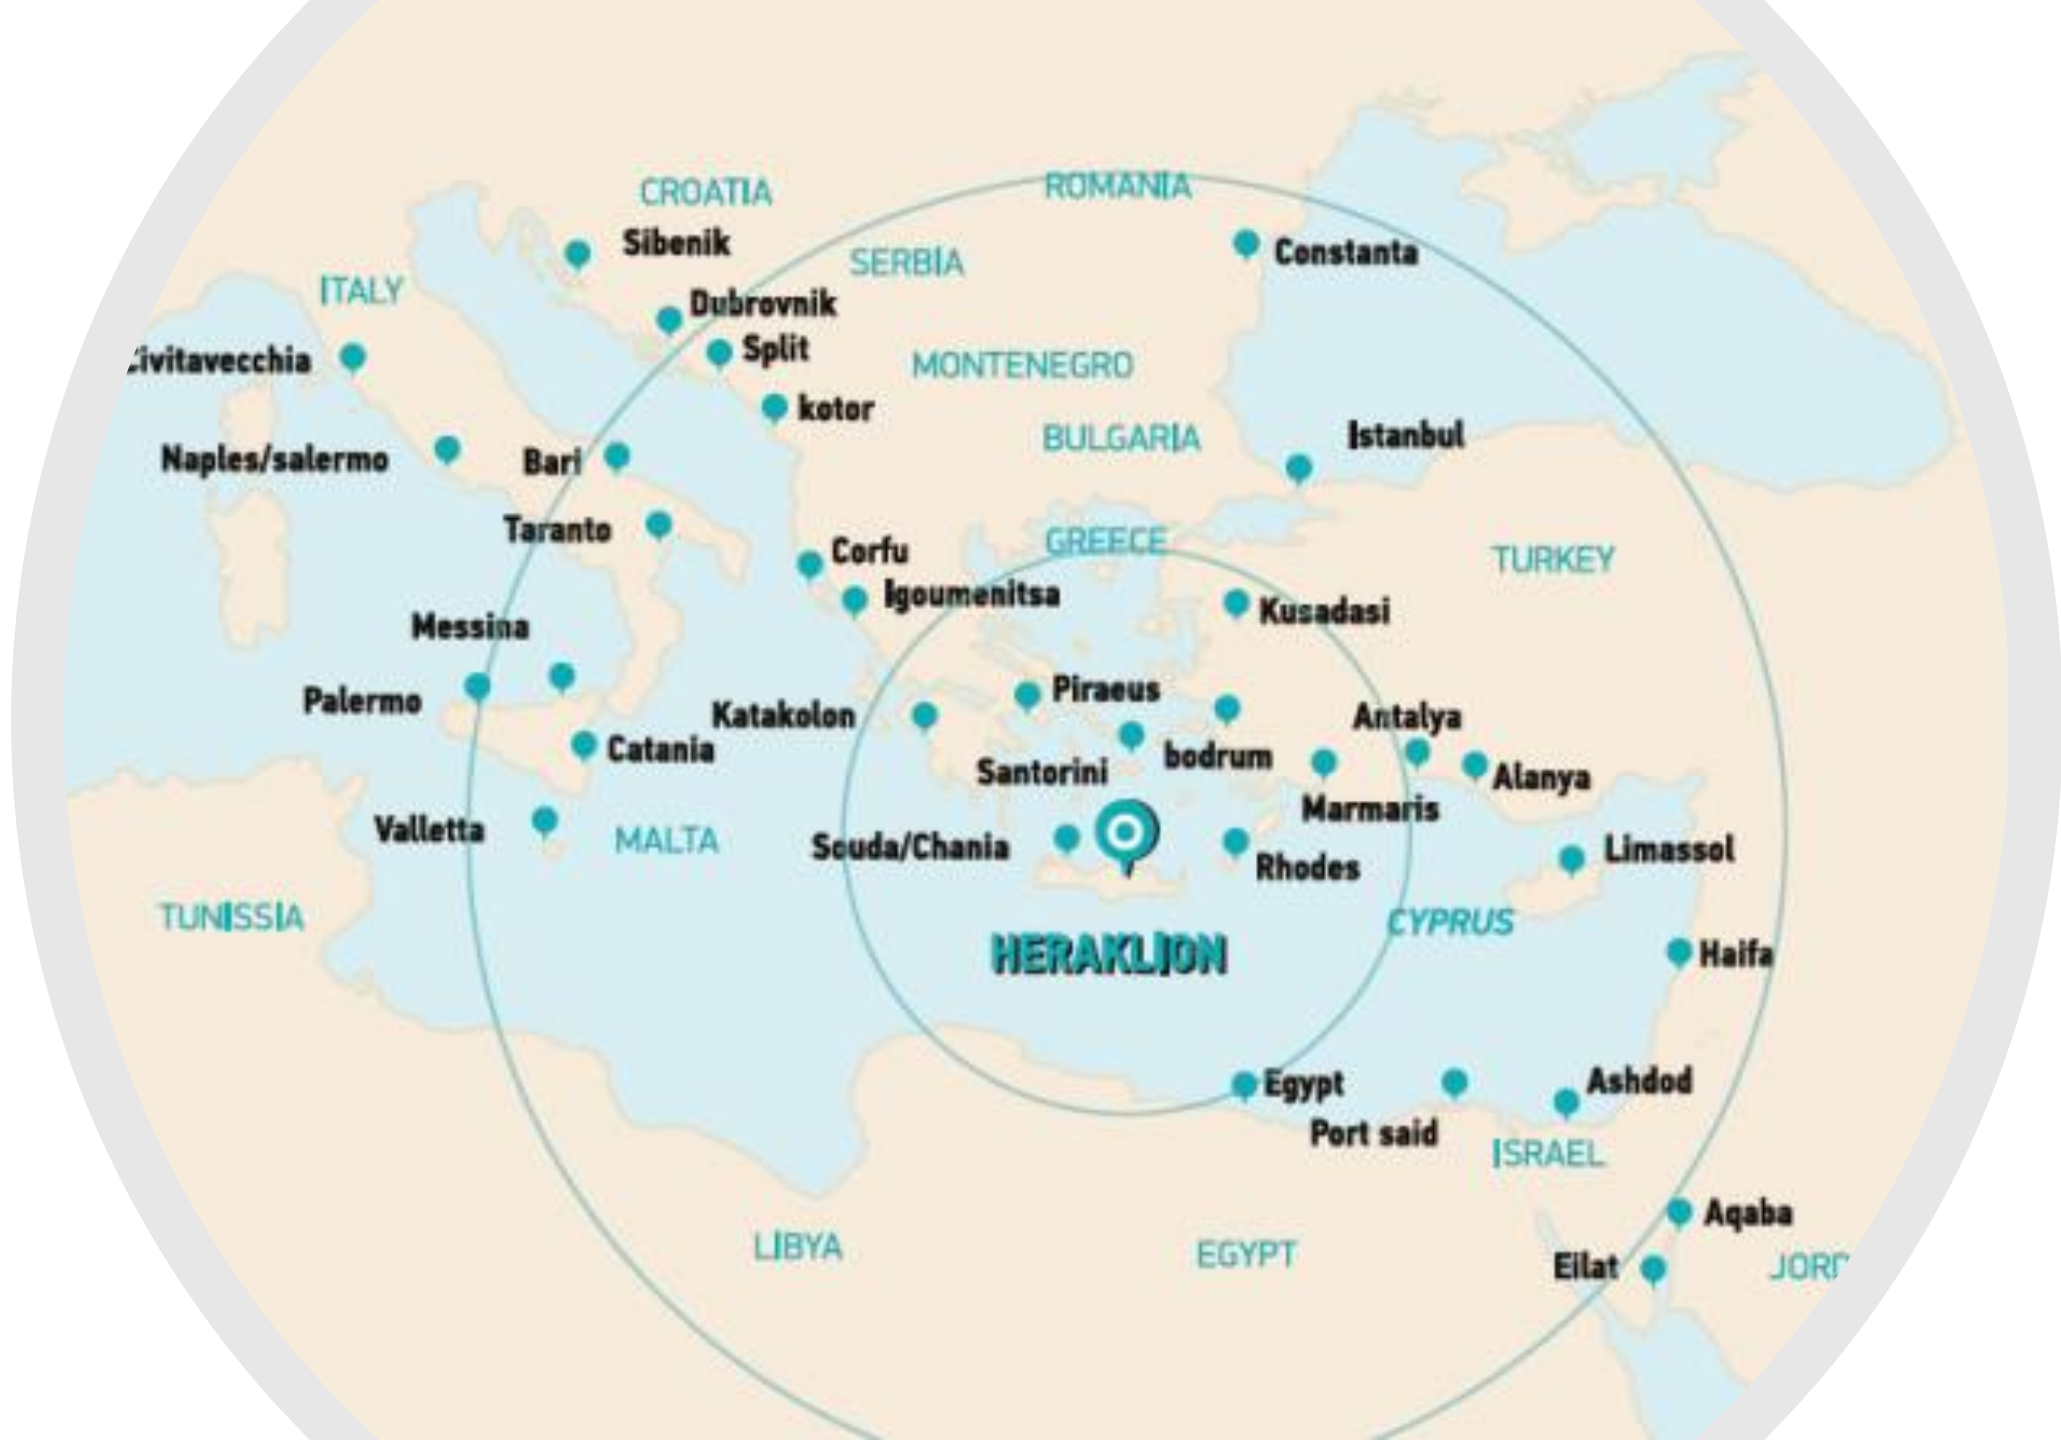 CROATIA
ROMANIA
Sibenik
Constanta
SERBIA
ITALY
Dubrovnik
Split
ivitavecchia
MONTENEGRO
kotor
BULGARIA
Istanbul
Naples/salermo
Bari
Taranto
GREECE
Corfu
TURKEY
Igoumenitsa
Kusadasi
Messina
Palermo
Piraeus
Katakolon
Antalya
Catania
Santorini
bodrum
Alanya
Marmaris
Valletta
MALTA
Souda/Chania
Limassol
Rhodes
TUNISSIA
CYPRUS
HERAKLION
Haifa
Egypt
Ashdod
Port said
ISRAEL
Aqaba
LIBYA
EGYPT
Eilat
JORD